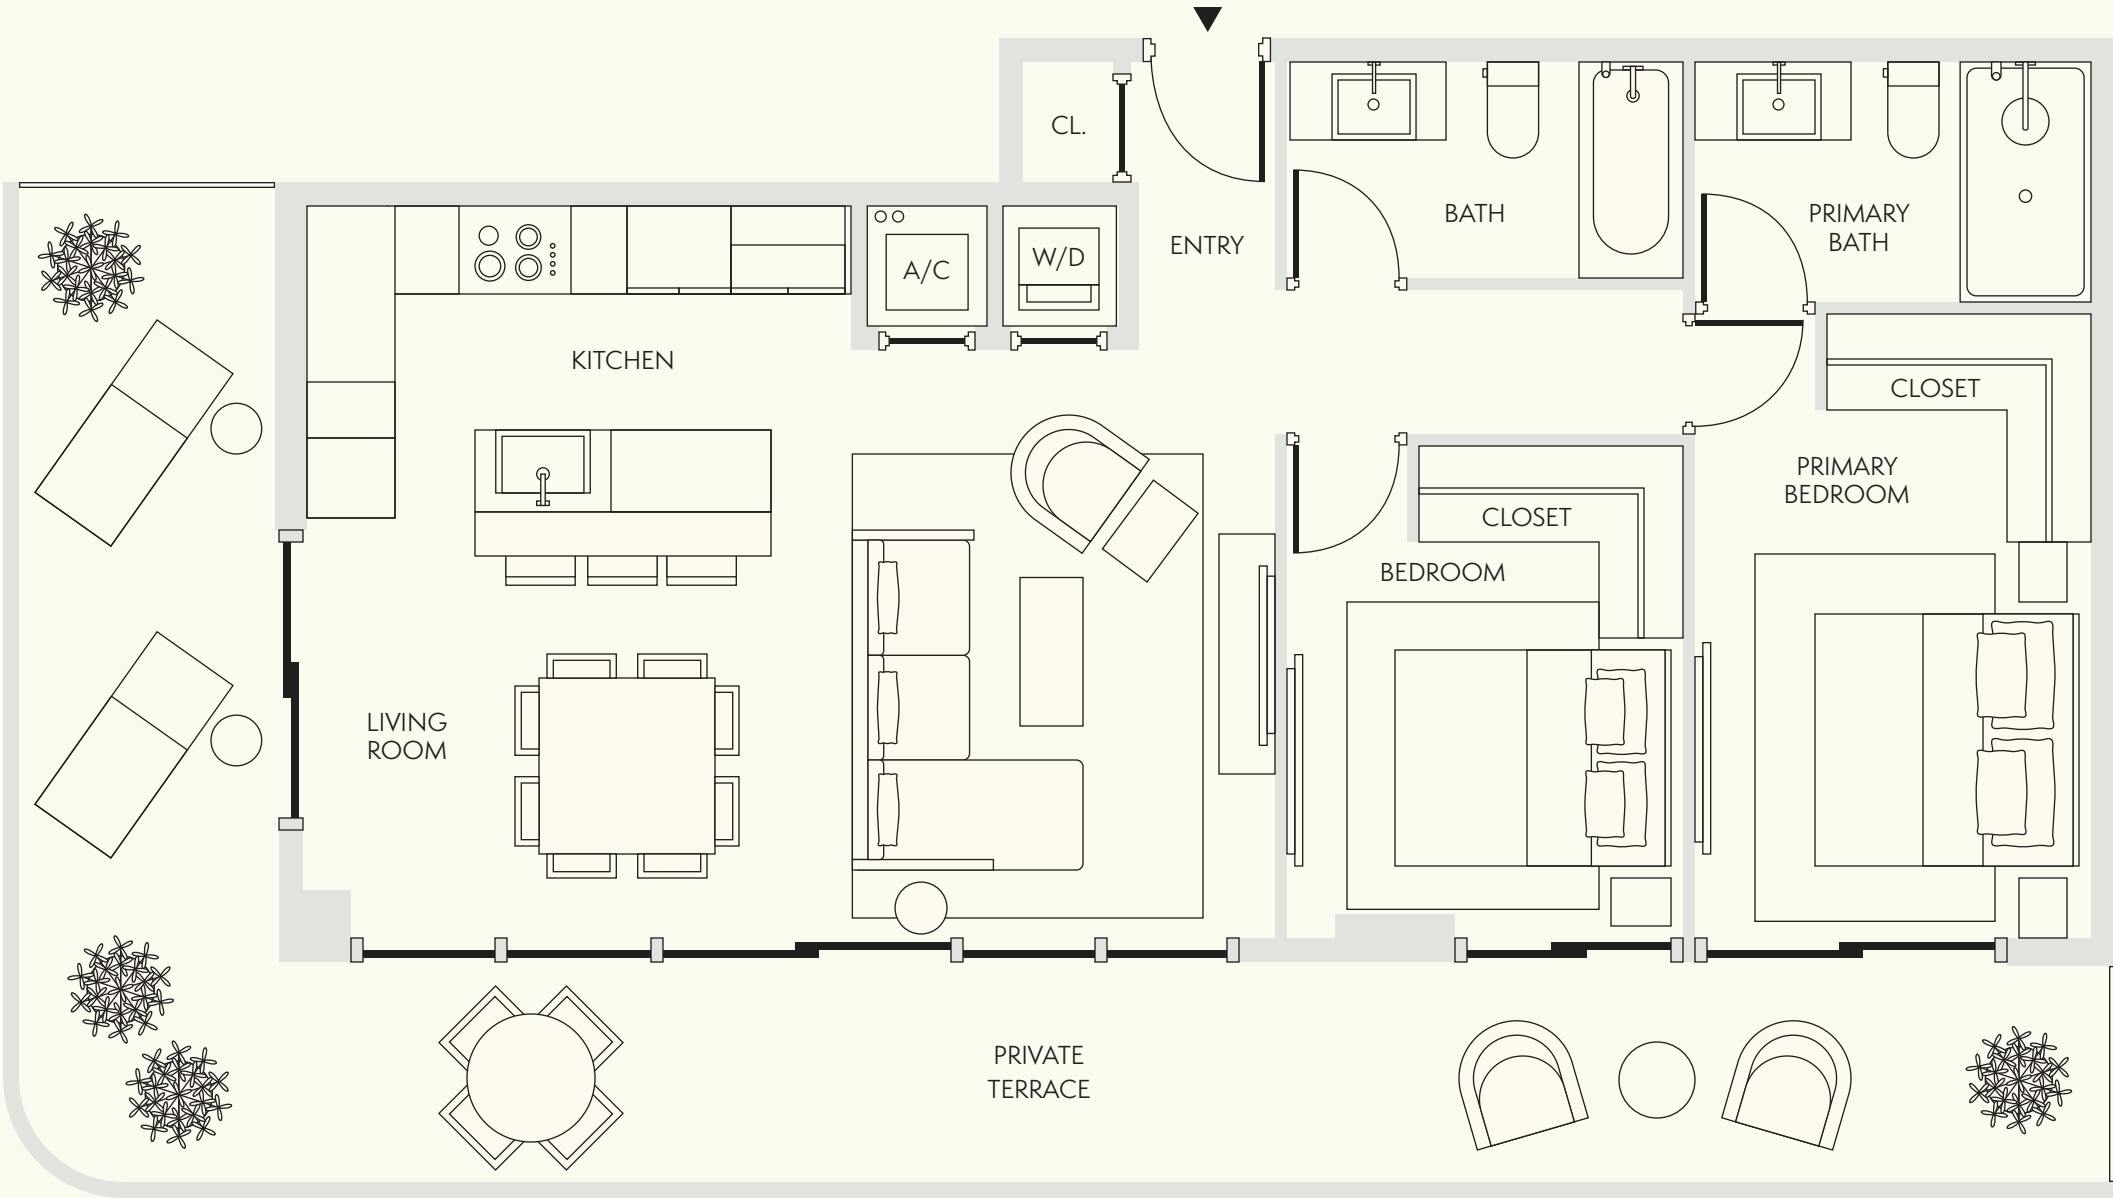 CL.
BATH
PRIMARY
BATH
ENTRY
A/C
W/D
KITCHEN
CLOSET
PRIMARY
BEDROOM
CLOSET
BEDROOM
LIVING
ROOM
PRIVATE
TERRACE